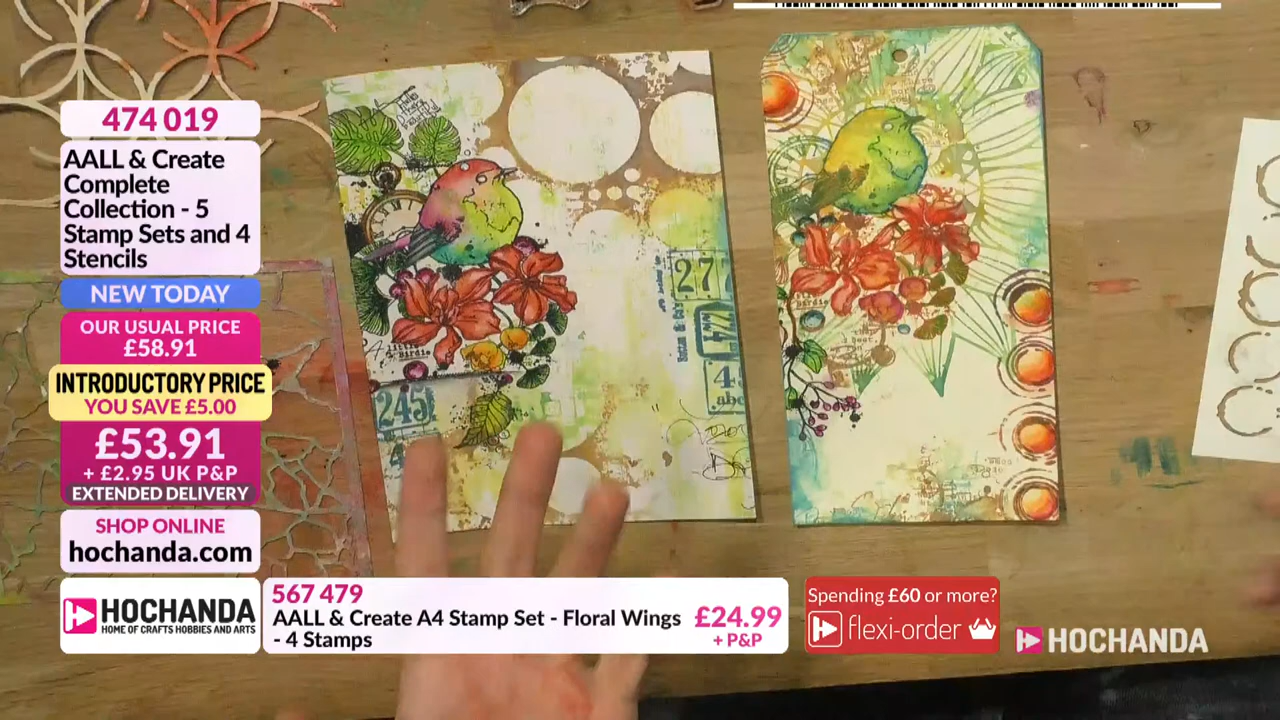 474 019
AALL & Create
Complete
Collection - 5
Stamp Sets and 4
Stencils
NEW TODAY
OUR USUAL PRICE
£58.91
INTRODUCTORY PRICE
YOU SAVE £5.00
£53.91
+ £2.95 UK P&P
EXTENDED DELIVERY
SHOP ONLINE
hochanda.com
HOCHANDA
HOME OF CRAFTS HOBBIES AND ARTS
567 479
AALL & Create A4 Stamp Set - Floral Wings
- 4 Stamps
£24.99
+ P&P
Spending £60 or more?
flexi-order
HOCHANDA
27
245
Birdie